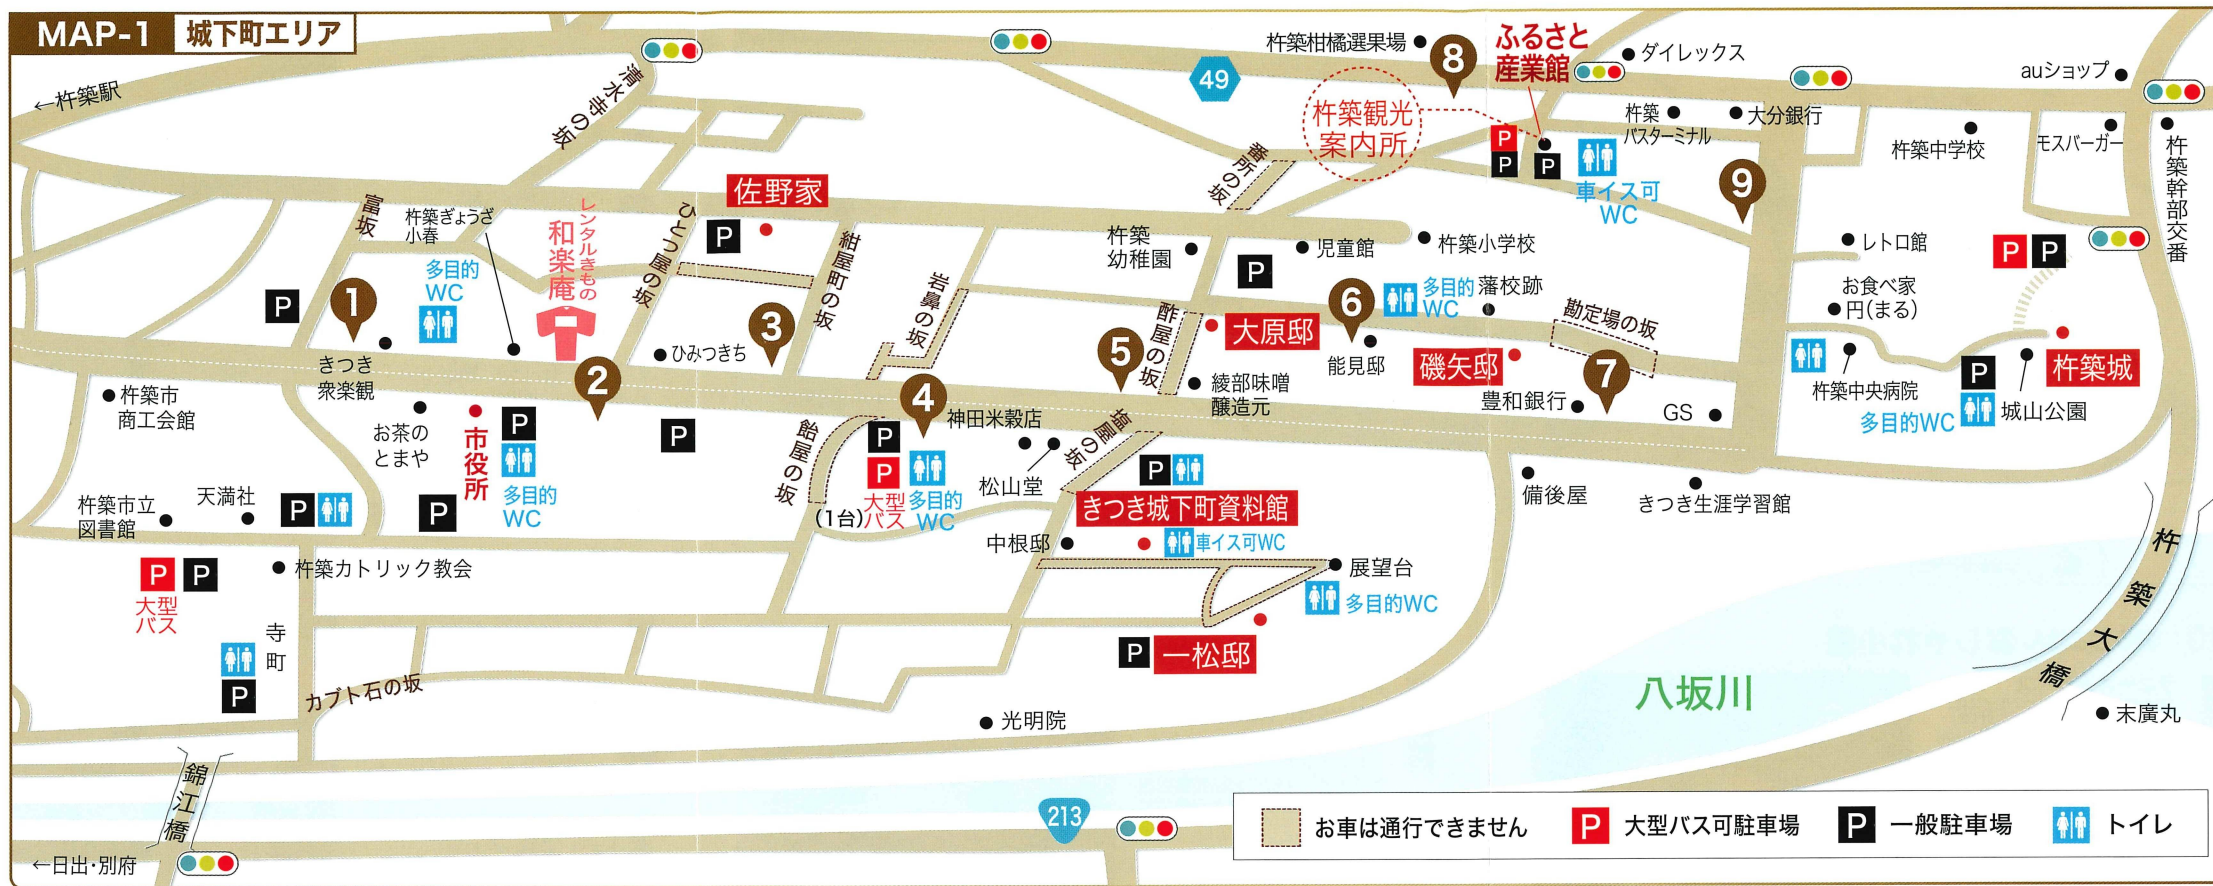 MAP-1 城下町エリア
←杵築駅
清水寺の坂
49
杵築柑橘選果場
8
ふるさと
産業館
ダイレックス
auショップ
杵築観光
案内所
P
P
P
車イス可
WC
杵築
バスターミナル
大分銀行
9
杵築中学校
モスバーガー
杵築幹部交番
富坂
杵築ぎょうざ
小春
レンタルきもの
和楽庵
ひとつ屋の坂
佐野家
P
紺屋町の坂
岩鼻の坂
番所の坂
杵築
幼稚園
P
児童館
杵築小学校
レトロ館
P P
お食べ家
円(まる)
P
1
多目的
WC
きつき
衆楽観
2
ひみつきち
3
5
酢屋の坂
大原邸
6
能見邸
多目的
WC
藩校跡
磯矢邸
勘定場の坂
7
豊和銀行
GS
杵築中央病院
多目的WC
P
城山公園
杵築城
杵築市
商工会館
お茶の
とまや
市役所
P
多目的
WC
P
P
飴屋の坂
4
P
P
(1台)
大型
バス
多目的
WC
神田米穀店
松山堂
塩屋の坂
綾部味噌
醸造元
P
きつき城下町資料館
車イス可WC
中根邸
展望台
多目的WC
P
一松邸
備後屋
きつき生涯学習館
杵築市立
図書館
天満社
P
P P
大型
バス
杵築カトリック教会
寺町
P
カブト石の坂
光明院
八坂川
杵築大橋
末廣丸
錦江橋
←日出・別府
213
お車は通行できません
P 大型バス可駐車場
P 一般駐車場
トイレ